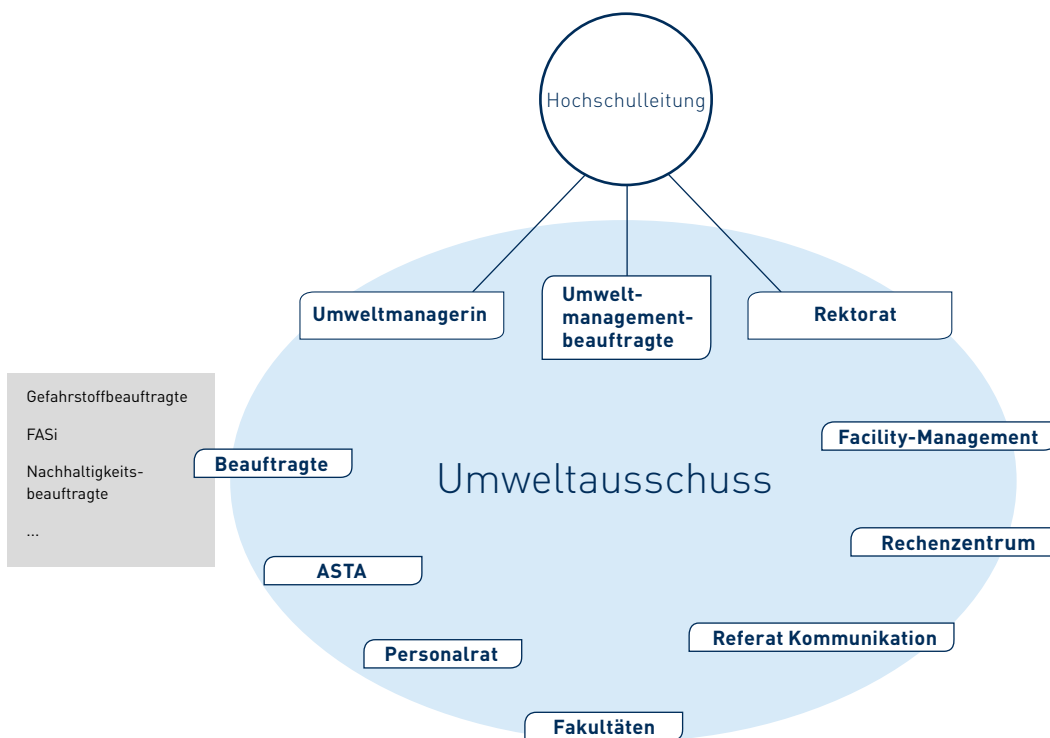 Hochschulleitung
Umweltmanagerin
Umwelt-
management-
beauftragte
Rektorat
Gefahrstoffbeauftragte
FASi
Nachhaltigkeits-
beauftragte
...
Beauftragte
Facility-Management
Umweltausschuss
Rechenzentrum
ASTA
Referat Kommunikation
Personalrat
Fakultäten